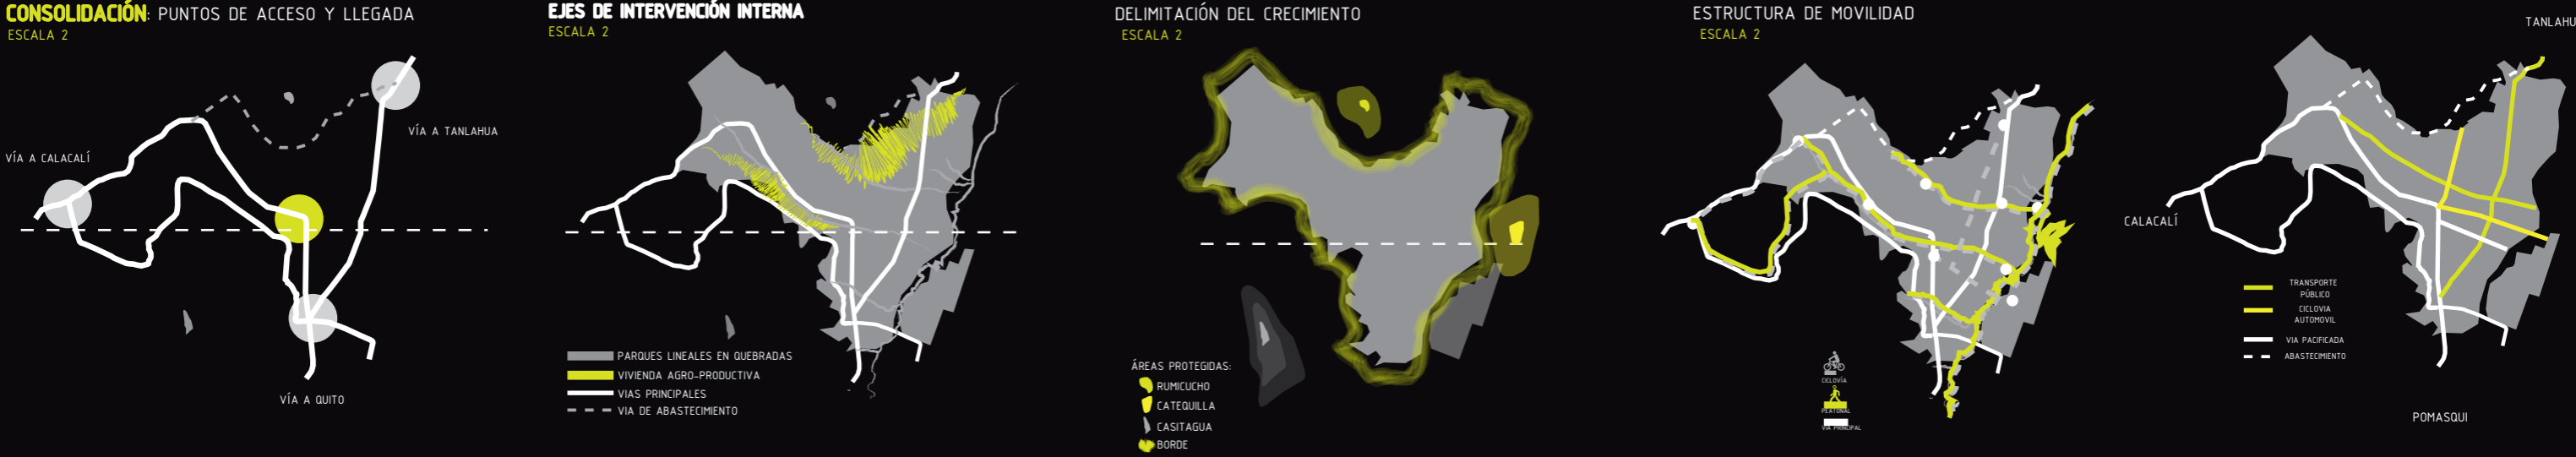 CONSOLIDACIÓN: PUNTOS DE ACCESO Y LLEGADA
ESCALA 2
VÍA A TANLAHUA
VÍA A CALACALÍ
VÍA A QUITO
EJES DE INTERVENCIÓN INTERNA
ESCALA 2
PARQUES LINEALES EN QUEBRADAS
VIVIENDA AGRO-PRODUCTIVA
VIAS PRINCIPALES
VIA DE ABASTECIMIENTO
DELIMITACIÓN DEL CRECIMIENTO
ESCALA 2
ÁREAS PROTEGIDAS:
RUMICUCHO
CATEQUILLA
CASITAGUA
BORDE
ESTRUCTURA DE MOVILIDAD
ESCALA 2
CICLOVÍA
PEATONAL
VIA PRINCIPAL
TANLAHU
CALACALÍ
TRANSPORTE
PÚBLICO
CICLOVIA
AUTOMOVIL
VIA PACIFICADA
ABASTECIMIENTO
POMASQUI